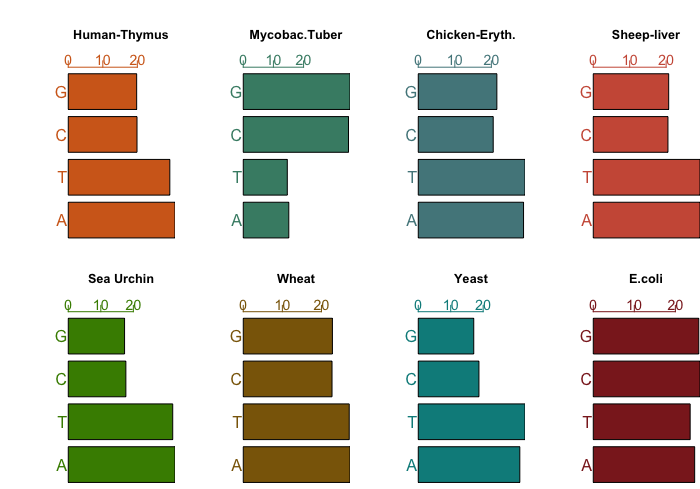 Human-Thymus Mycobac.Tuber Chicken-Eryth. Sheep-liver
0 10 20 0 10 20 0 10 20 0 10 20
G G G G
C C C C
T T T T
A A A A
Sea Urchin Wheat Yeast E.coli
0 10 20 0 10 20 0 10 20 0 10 20
G G G G
C C C C
T T T T
A A A A